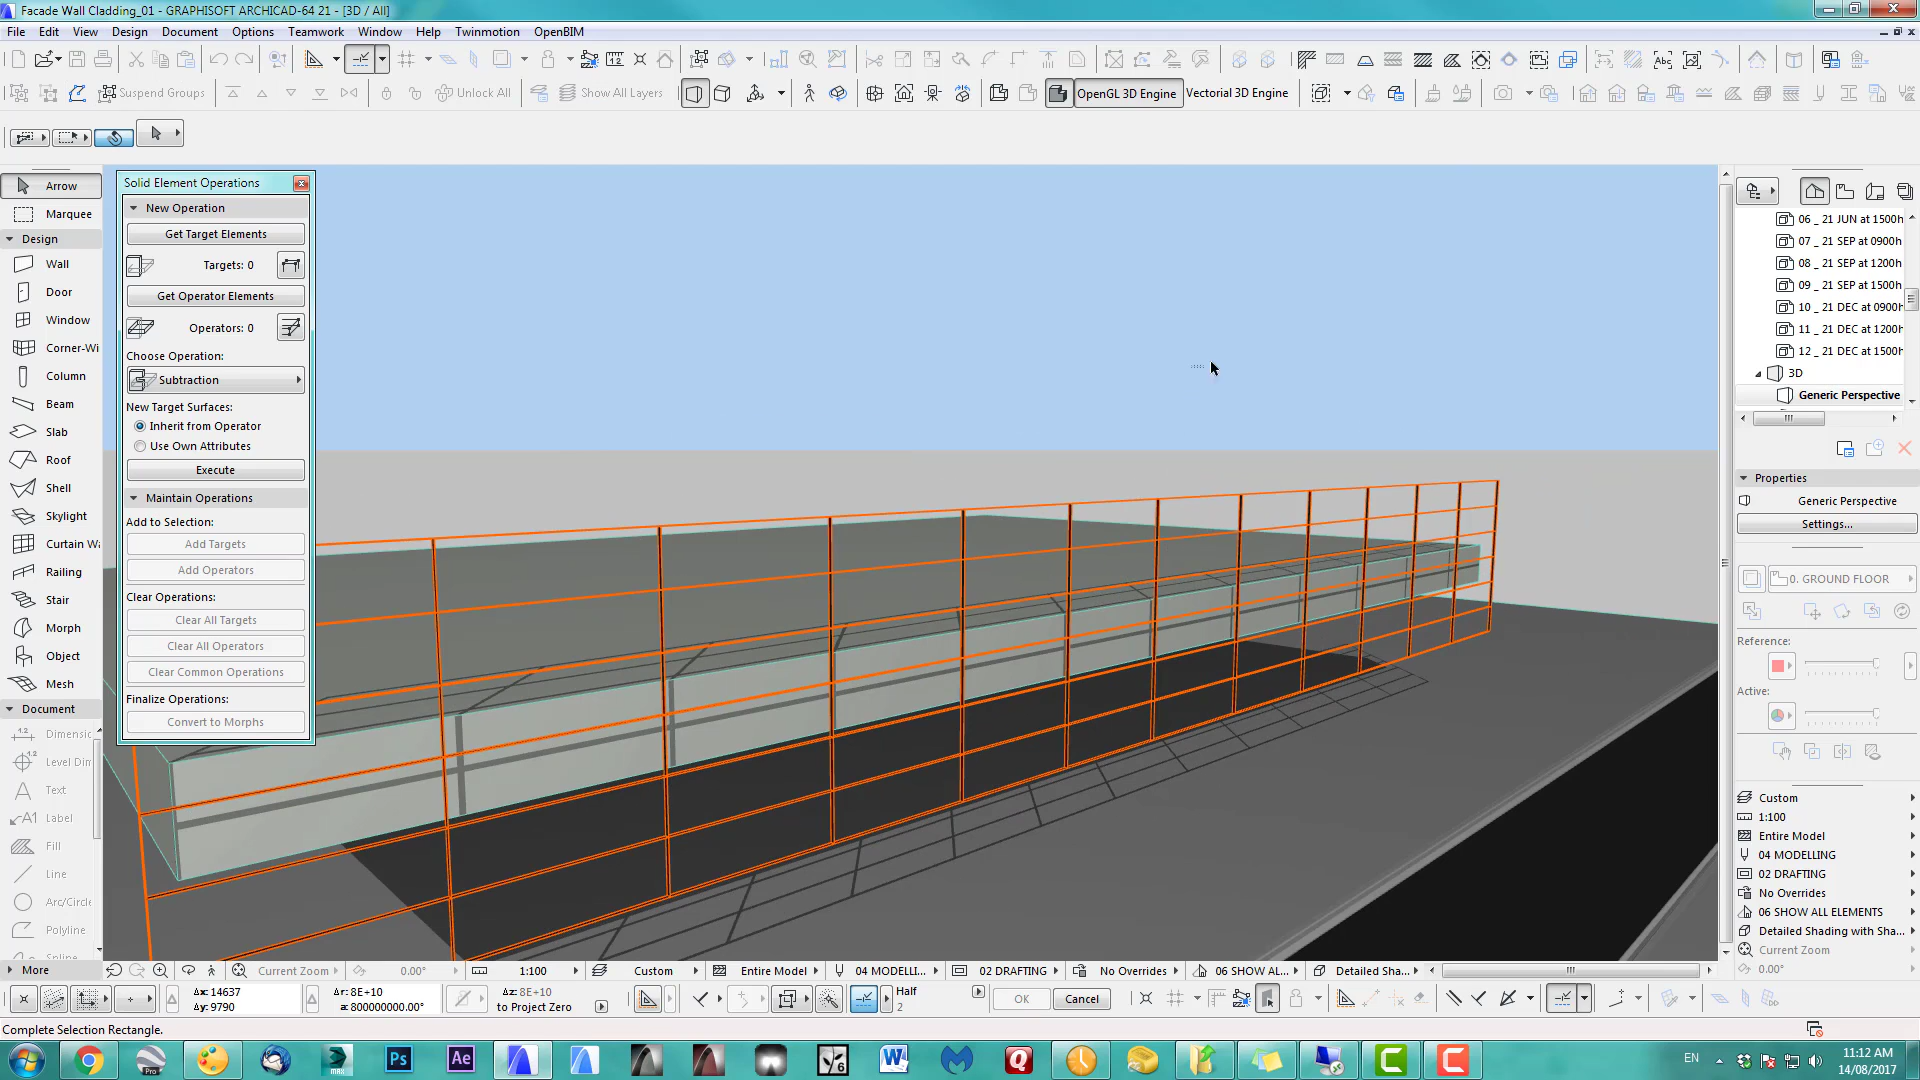 Facade Wall Cladding_01 - GRAPHISOFT ARCHICAD-64 21 - [3D / All]
File Edit View Design Document Options Teamwork Window Help Twinmotion OpenBIM
Suspend Groups Unlock All Show All Layers OpenGL 3D Engine Vectorial 3D Engine
Arrow
Marquee
Design
Wall
Door
Window
Corner-Wi
Column
Beam
Slab
Roof
Shell
Skylight
Curtain Wa
Railing
Stair
Morph
Object
Mesh
Document
Dimensic
Level Dim
Text
Label
Fill
Line
Arc/Circle
Polyline
More
Solid Element Operations
New Operation
Get Target Elements
Targets: 0
Get Operator Elements
Operators: 0
Choose Operation:
Subtraction
New Target Surfaces:
Inherit from Operator
Use Own Attributes
Execute
Maintain Operations
Add to Selection:
Add Targets
Add Operators
Clear Operations:
Clear All Targets
Clear All Operators
Clear Common Operations
Finalize Operations:
Convert to Morphs
06 _ 21 JUN at 1500h
07 _ 21 SEP at 0900h
08 _ 21 SEP at 1200h
09 _ 21 SEP at 1500h
10 _ 21 DEC at 0900h
11 _ 21 DEC at 1200h
12 _ 21 DEC at 1500h
3D
Generic Perspective
Properties
Generic Perspective
Settings...
0. GROUND FLOOR
Reference:
Active:
Custom
1:100
Entire Model
04 MODELLING
02 DRAFTING
No Overrides
06 SHOW ALL ELEMENTS
Detailed Shading with Sha...
Current Zoom
0.00°
Current Zoom 0.00° 1:100 Custom Entire Model 04 MODELLI... 02 DRAFTING No Overrides 06 SHOW AL... Detailed Sha...
Δx: 14637 Δr: 8E+10 Δz: 8E+10 Half
Δy: 9790 a: 800000000.00° to Project Zero 2 OK Cancel
Complete Selection Rectangle.
Pro MAX Ps Ae W Q C C
EN 11:12 AM
14/08/2017